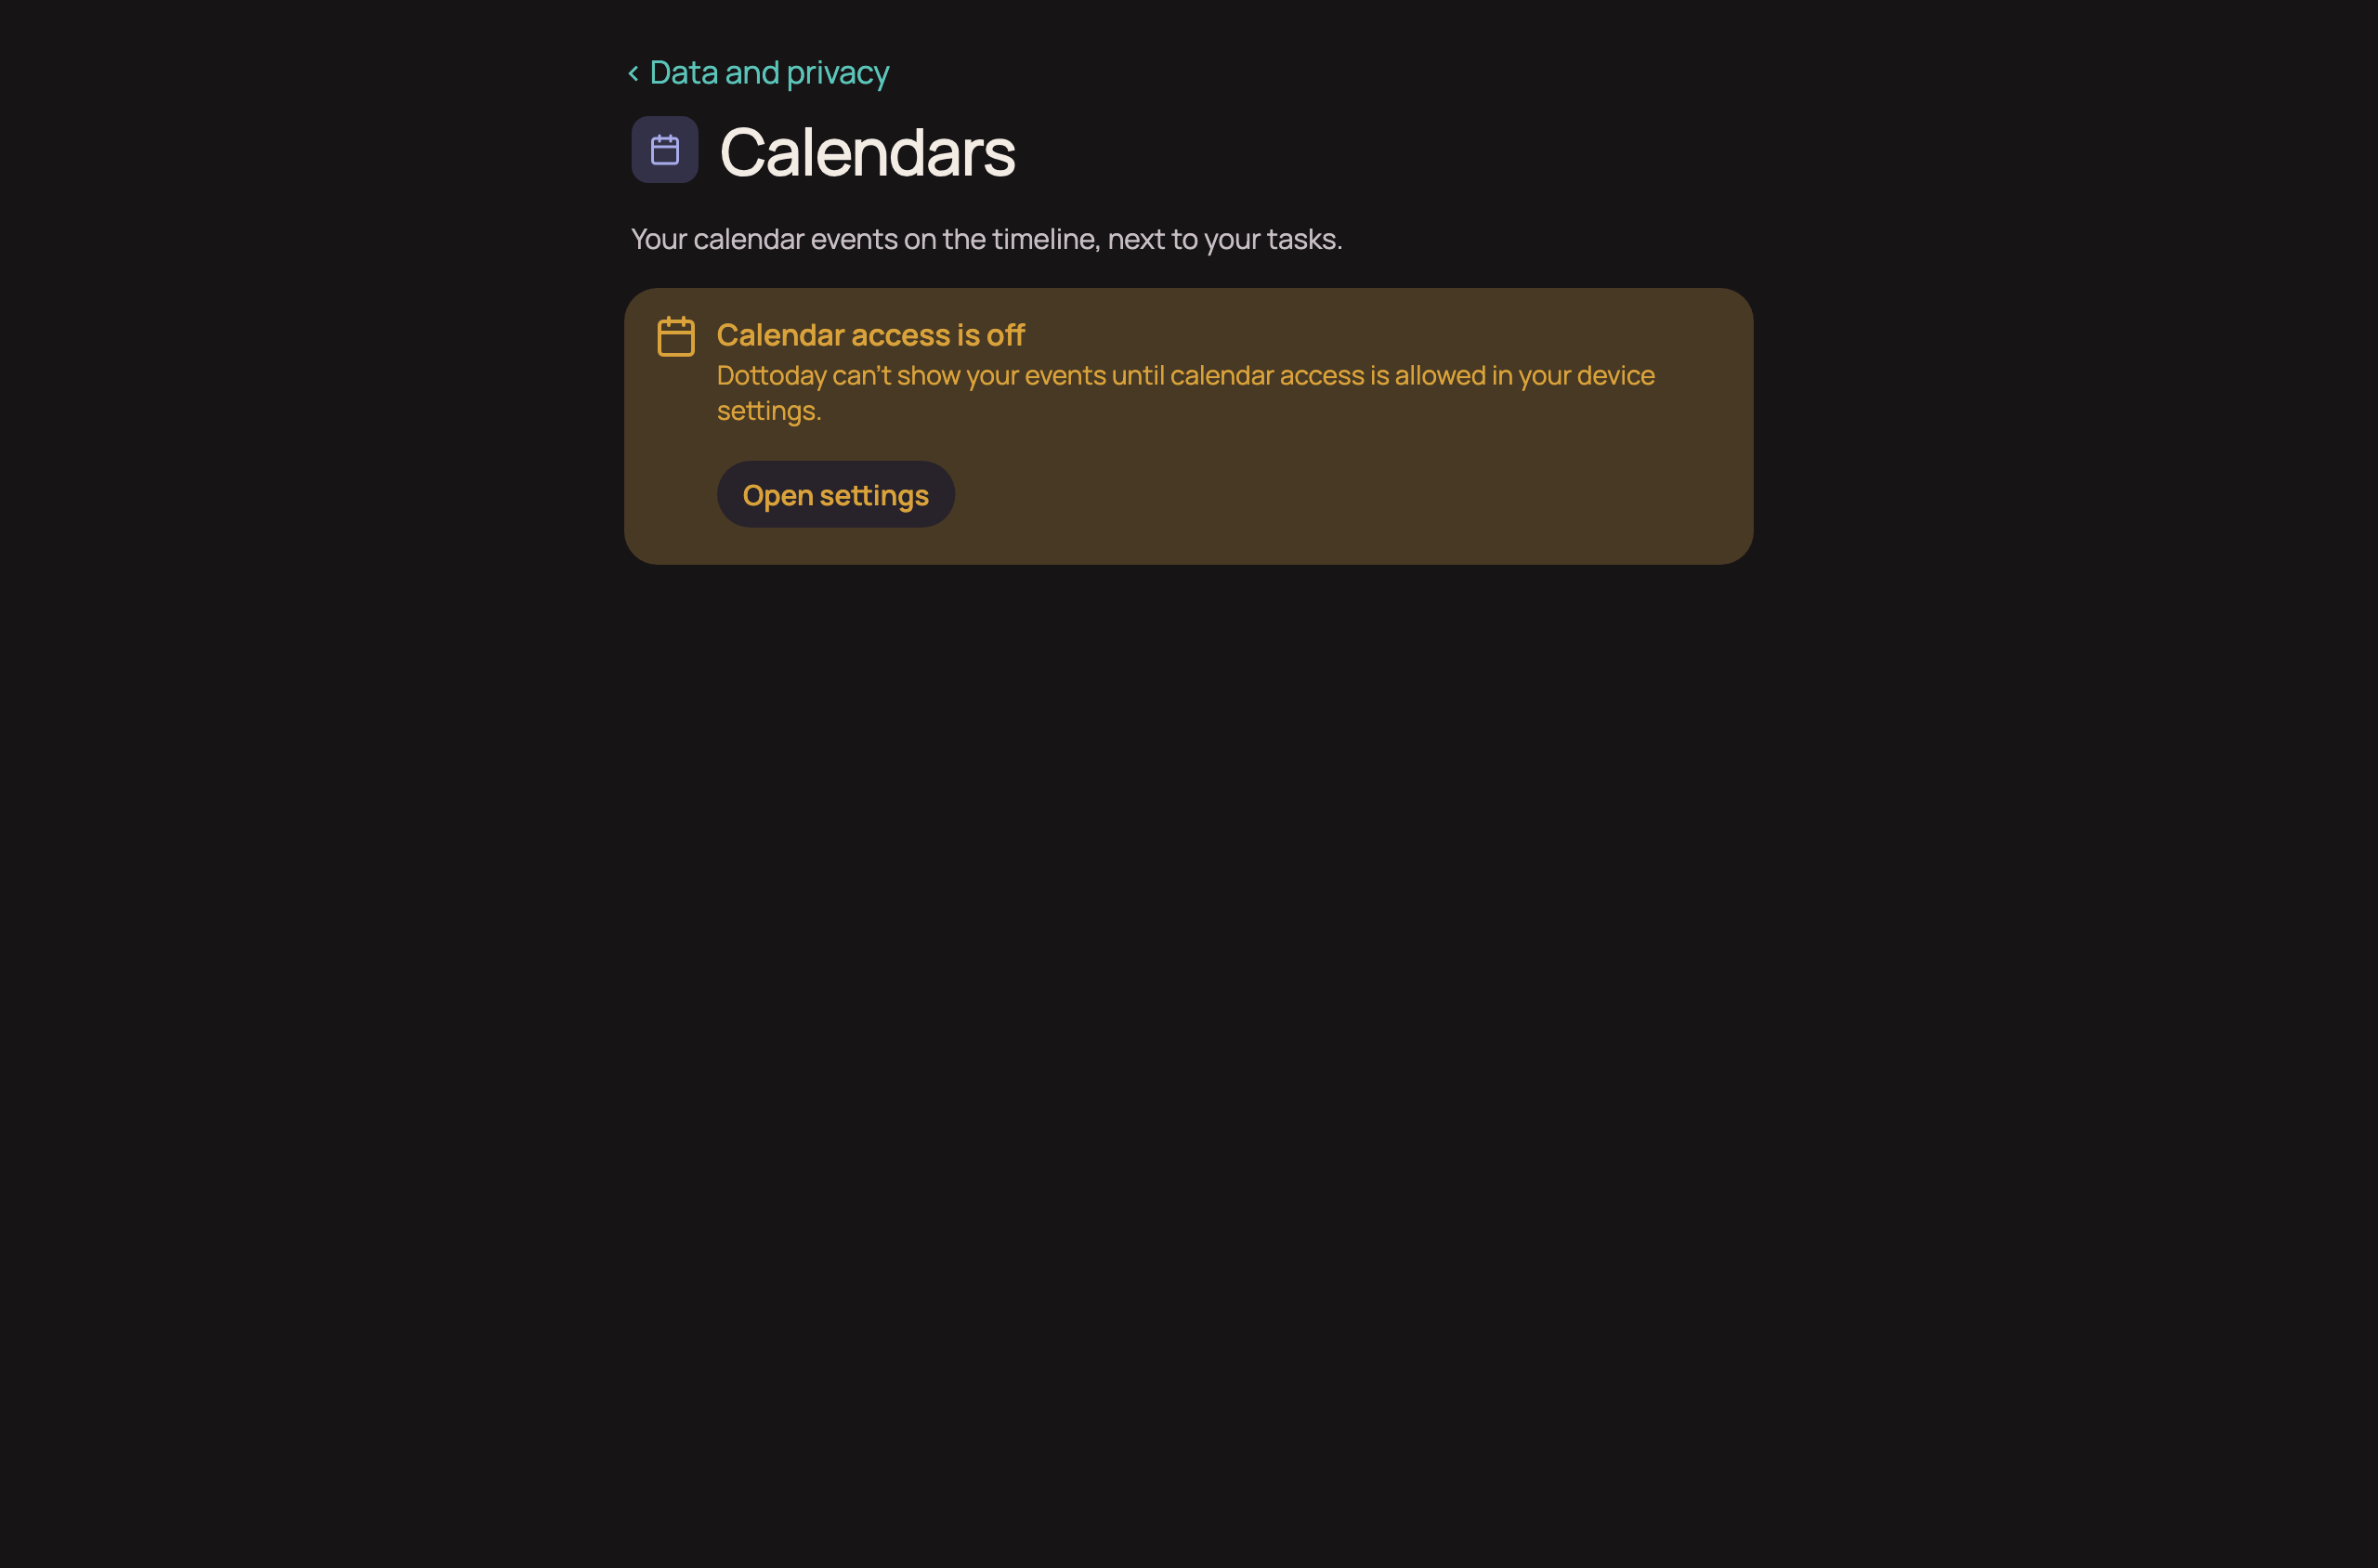 Data and privacy
Calendars
Your calendar events on the timeline, next to your tasks.
Calendar access is off
Dottoday can’t show your events until calendar access is allowed in your device
settings.
Open settings